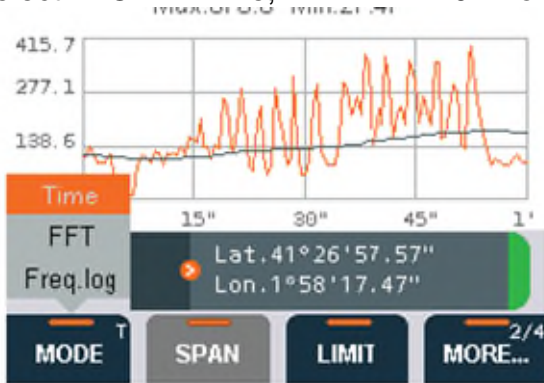 415.7
277.1
138.6
Time
15" 30" 45" 1'
FFT
Lat.41°26'57.57"
Freq.log
Lon.1°58'17.47"
T
2/4
MODE SPAN LIMIT MORE...